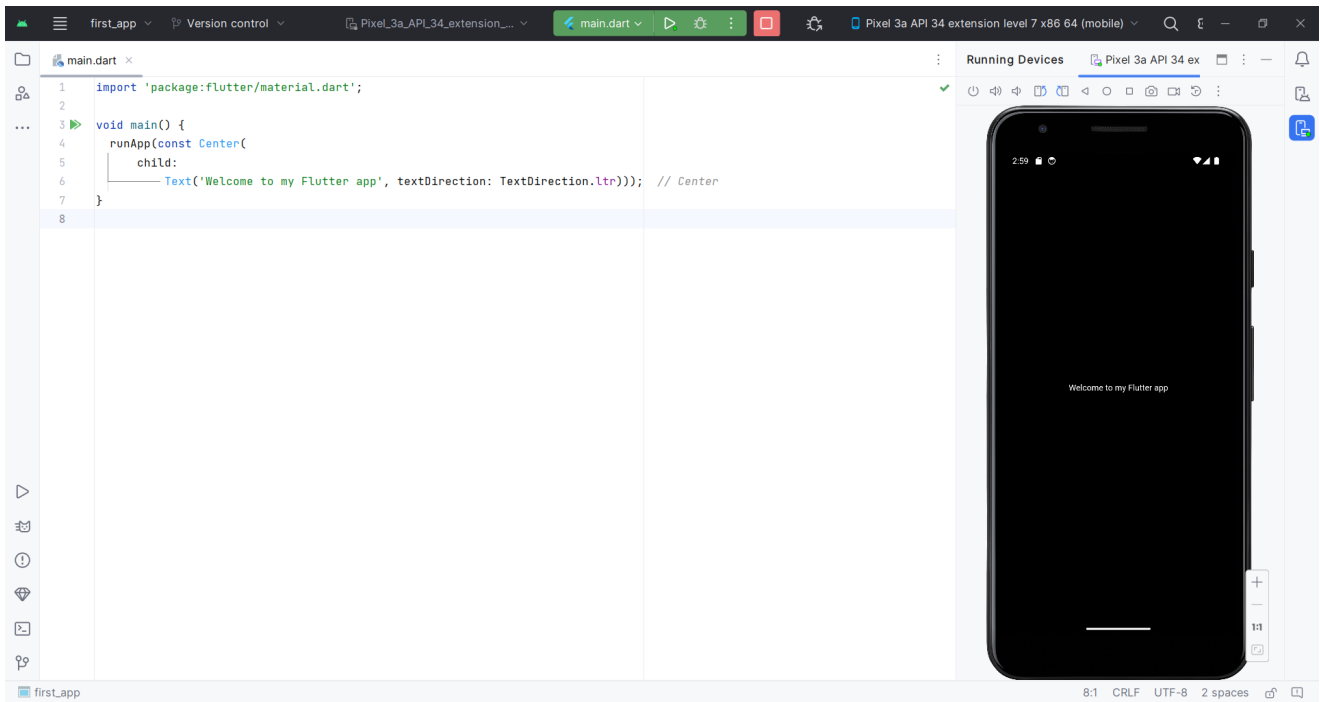 first_app
Version control
Pixel_3a_API_34_extension_...
main.dart
Pixel 3a API 34 extension level 7 x86 64 (mobile)
main.dart
Running Devices
Pixel 3a API 34 ex
1 import 'package:flutter/material.dart';
2
3 void main() {
4 runApp(const Center(
5 child:
6 Text('Welcome to my Flutter app', textDirection: TextDirection.ltr))); // Center
7 }
8
2:59
Welcome to my Flutter app
1:1
first_app
8:1 CRLF UTF-8 2 spaces